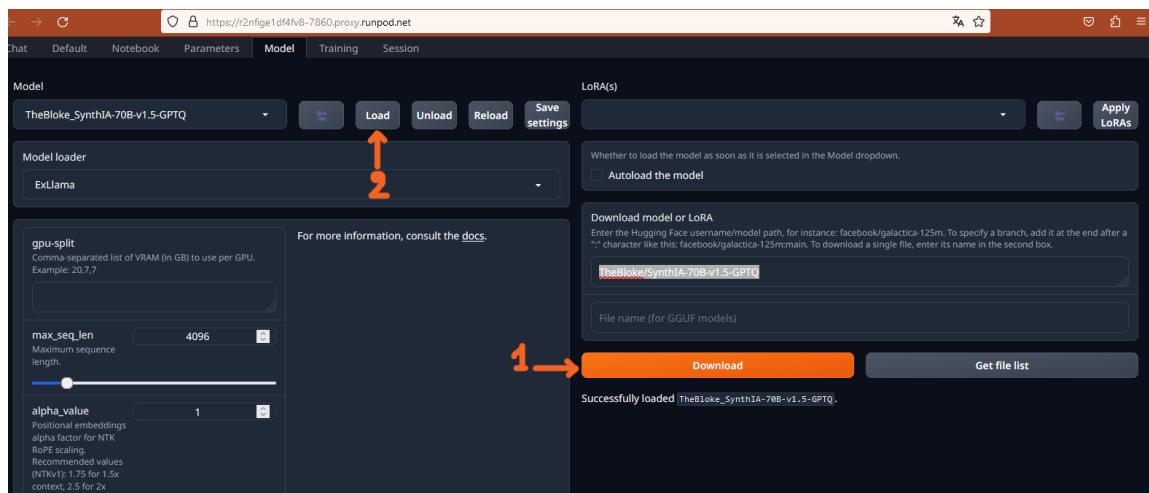 https://r2nfige1df4fv8-7860.proxy.runpod.net
Chat Default Notebook Parameters Model Training Session
Model
TheBloke_SynthIA-70B-v1.5-GPTQ
Load
Unload
Reload
Save
settings
2
Model loader
ExLlama
gpu-split
Comma-separated list of VRAM (in GB) to use per GPU.
Example: 20,7,7
For more information, consult the docs.
max_seq_len
4096
Maximum sequence
length.
alpha_value
1
Positional embeddings
alpha factor for NTK
RoPE scaling.
Recommended values
(NTKv1): 1.75 for 1.5x
context, 2.5 for 2x
LoRA(s)
Apply
LoRAs
Whether to load the model as soon as it is selected in the Model dropdown.
Autoload the model
Download model or LoRA
Enter the Hugging Face username/model path, for instance: facebook/galactica-125m. To specify a branch, add it at the end after a
":" character like this: facebook/galactica-125m:main. To download a single file, enter its name in the second box.
TheBloke/SynthIA-70B-v1.5-GPTQ
File name (for GGUF models)
1
Download
Get file list
Successfully loaded TheBloke_SynthIA-70B-v1.5-GPTQ.